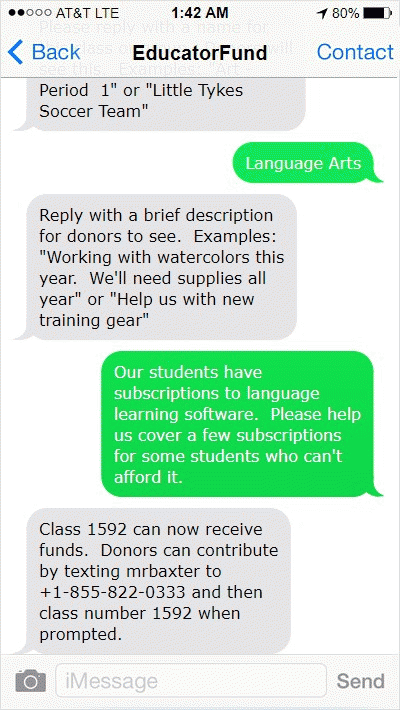 AT&T LTE 1:42 AM 80%
Please reply with a name for
Back EducatorFund Contact
see this. Examples: "Art
Period  1" or "Little Tykes
Soccer Team"
Language Arts
Reply with a brief description
for donors to see.  Examples:
"Working with watercolors this
year.  We'll need supplies all
year" or "Help us with new
training gear"
Our students have
subscriptions to language
learning software.  Please help
us cover a few subscriptions
for some students who can't
afford it.
Class 1592 can now receive
funds.  Donors can contribute
by texting mrbaxter to
+1-855-822-0333 and then
class number 1592 when
prompted.
iMessage Send